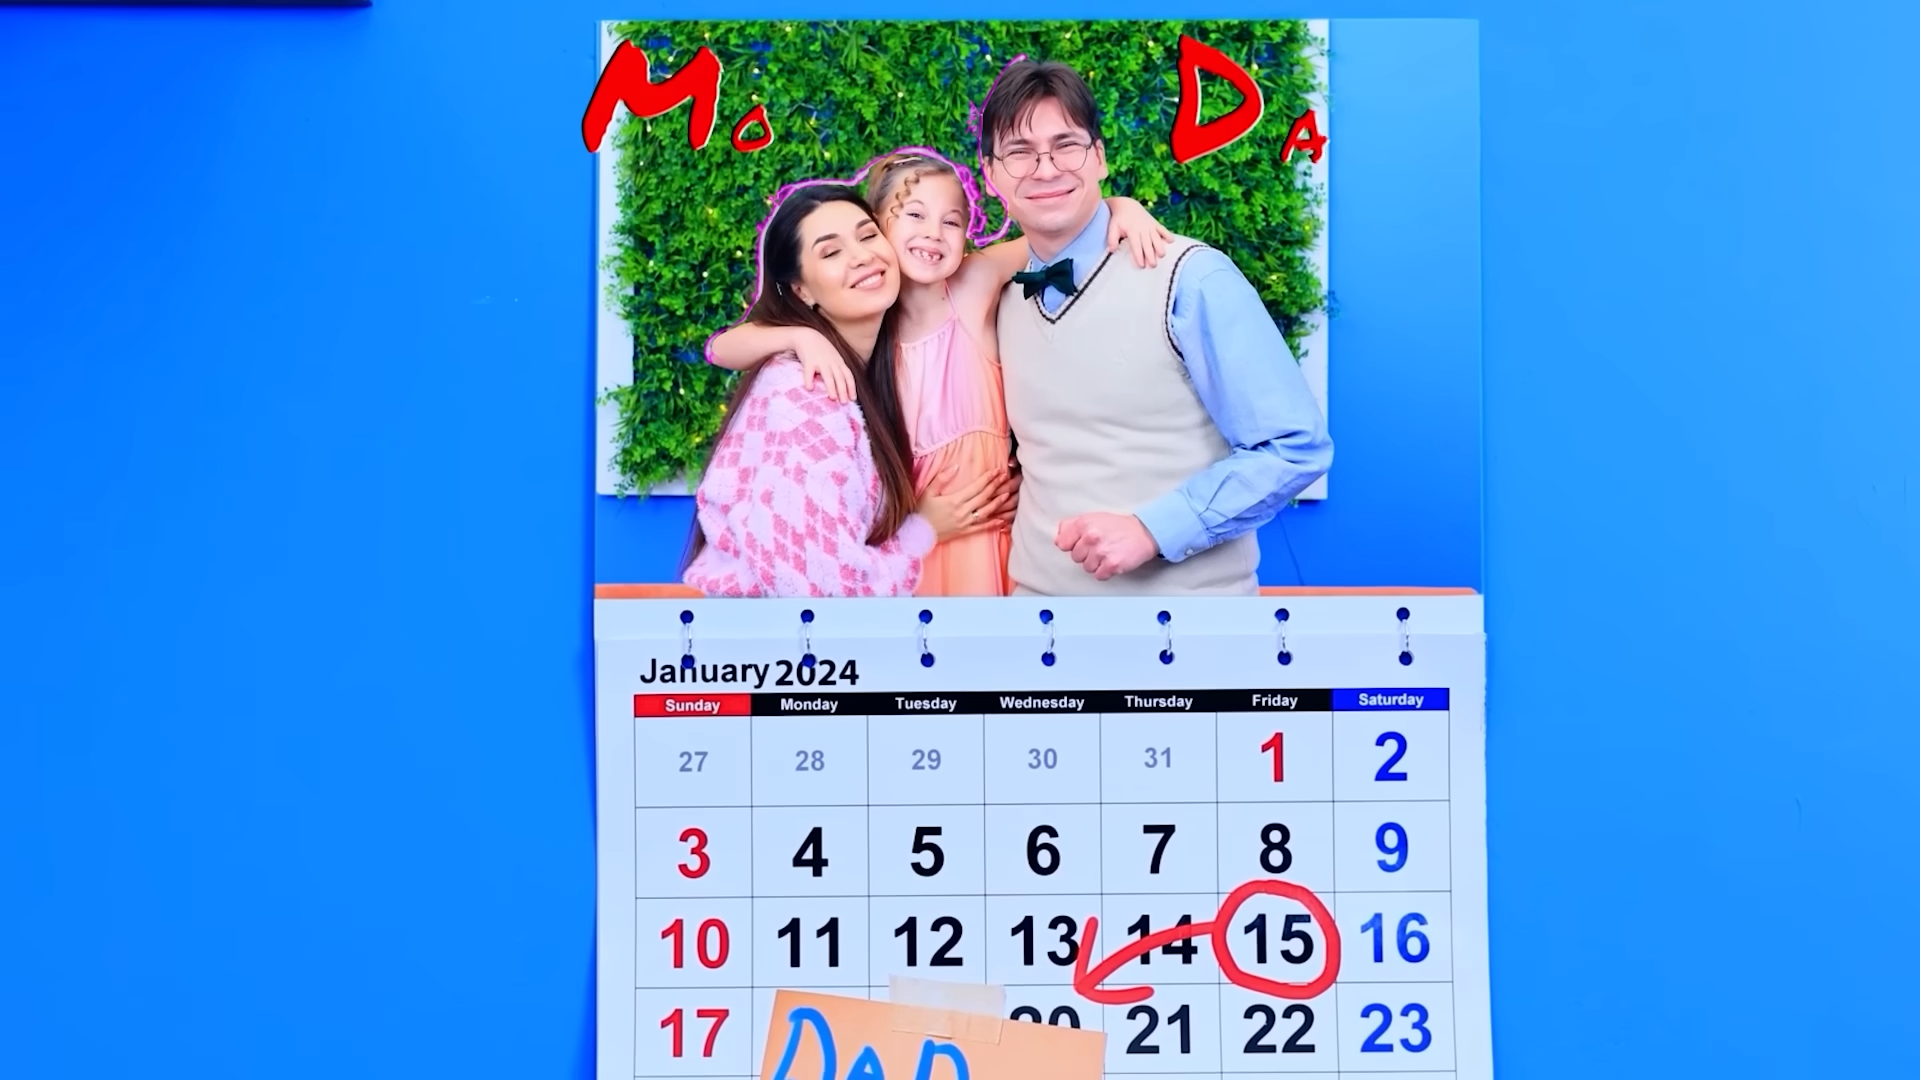 Mo Da
January 2024
Sunday Monday Tuesday Wednesday Thursday Friday Saturday
27 28 29 30 31 1 2
3 4 5 6 7 8 9
10 11 12 13 14 15 16
17 20 21 22 23
DAD